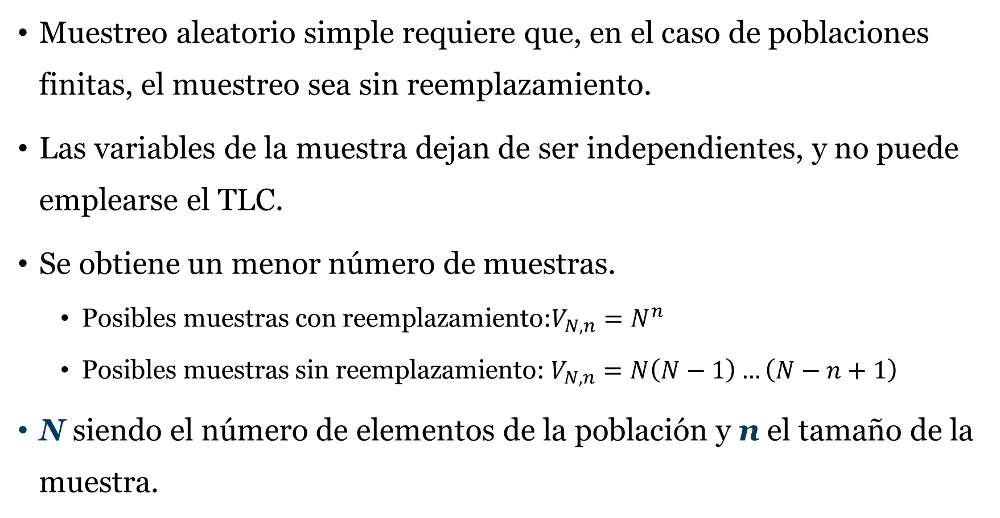 • Muestreo aleatorio simple requiere que, en el caso de poblaciones
finitas, el muestreo sea sin reemplazamiento.
• Las variables de la muestra dejan de ser independientes, y no puede
emplearse el TLC.
• Se obtiene un menor número de muestras.
• Posibles muestras con reemplazamiento:𝑉_{𝑁,𝑛} = 𝑁^𝑛
• Posibles muestras sin reemplazamiento: 𝑉_{𝑁,𝑛} = 𝑁(𝑁 − 1) … (𝑁 − 𝑛 + 1)
• N siendo el número de elementos de la población y n el tamaño de la
muestra.